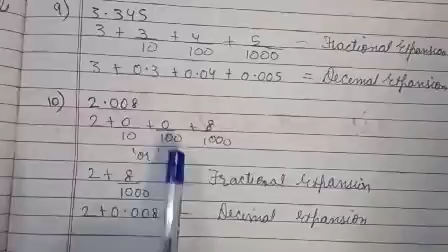 9) 3.345
3 + 3/10 + 4/100 + 5/1000 - Fractional Expansion
3 + 0.3 + 0.04 + 0.005 = Decimal Expansion
10) 2.008
2 + 0/10 + 0/100 + 8/1000
'or'
2 + 8/1000 Fractional Expansion
2 + 0.008 - Decimal Expansion